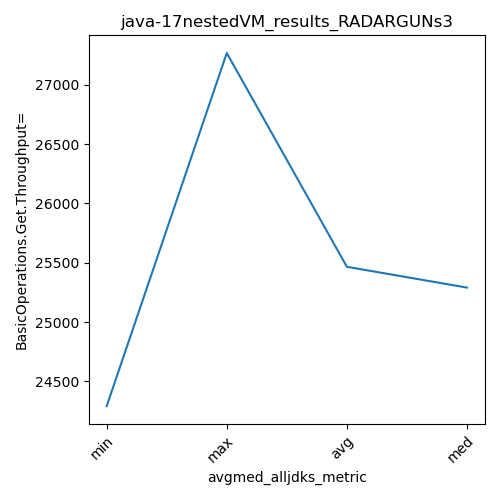 java-17nestedVM_results_RADARGUNs3
BasicOperations.Get.Throughput=
27000
26500
26000
25500
25000
24500
min
max
avg
med
avgmed_alljdks_metric